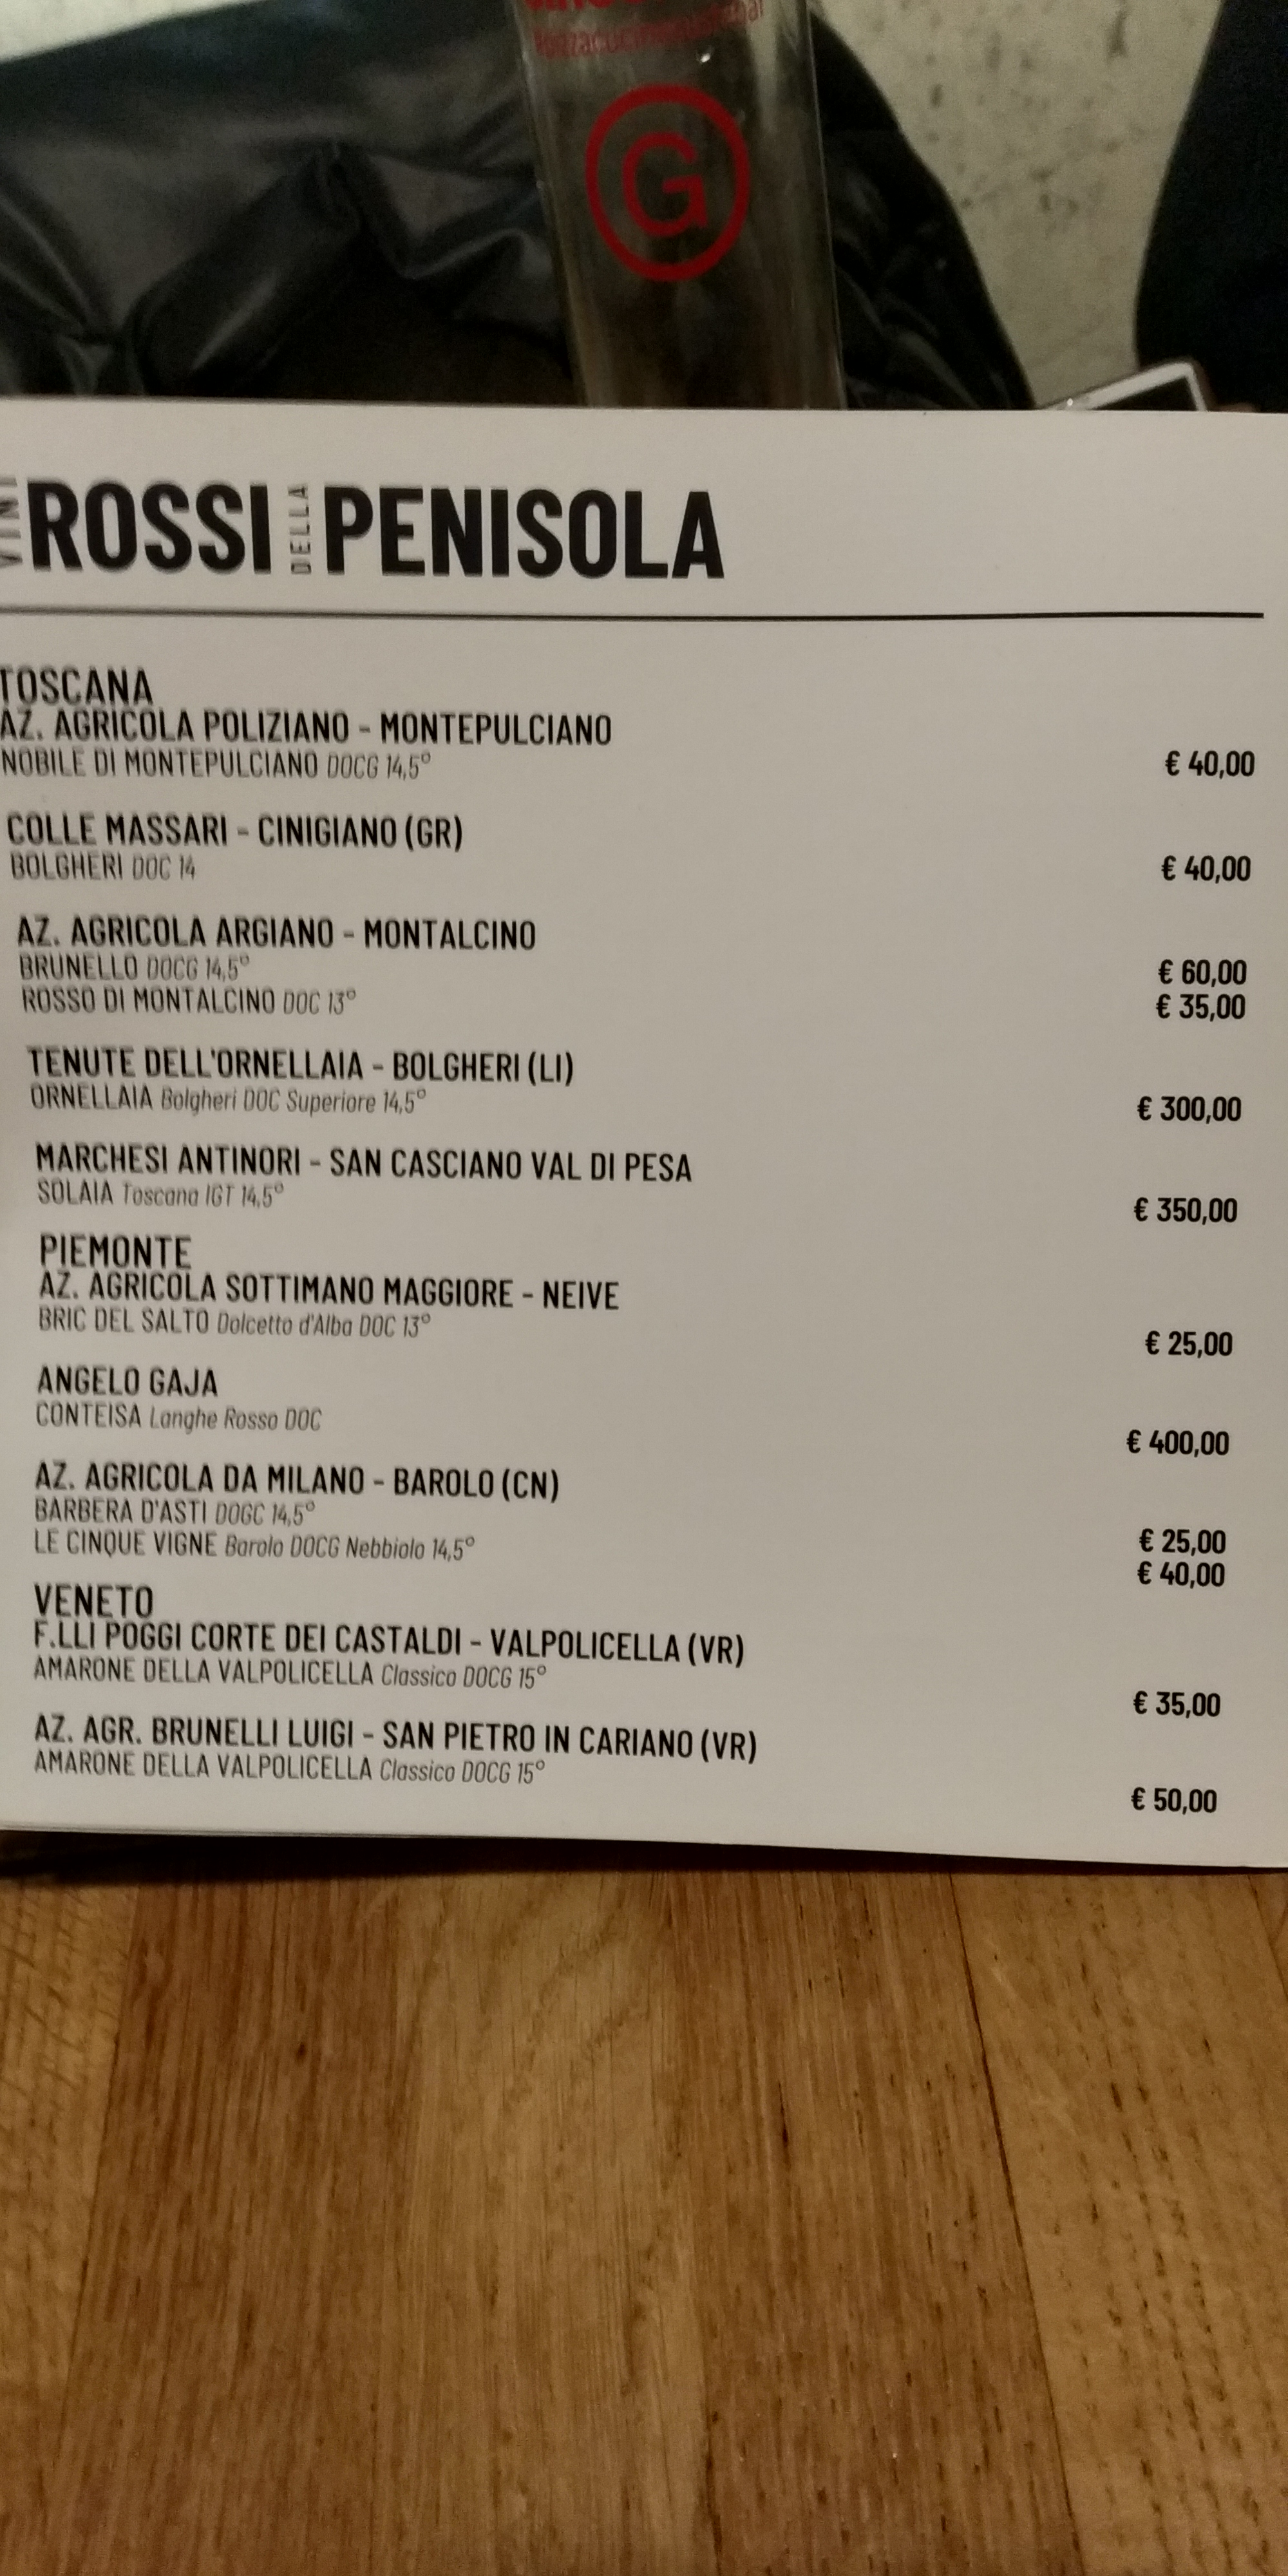 G
VINI ROSSI DELLA PENISOLA
TOSCANA
AZ. AGRICOLA POLIZIANO - MONTEPULCIANO
NOBILE DI MONTEPULCIANO DOCG 14,5° € 40,00
COLLE MASSARI - CINIGIANO (GR)
BOLGHERI DOC 14 € 40,00
AZ. AGRICOLA ARGIANO - MONTALCINO
BRUNELLO DOCG 14,5° € 60,00
ROSSO DI MONTALCINO DOC 13° € 35,00
TENUTE DELL'ORNELLAIA - BOLGHERI (LI)
ORNELLAIA Bolgheri DOC Superiore 14,5° € 300,00
MARCHESI ANTINORI - SAN CASCIANO VAL DI PESA
SOLAIA Toscana IGT 14,5° € 350,00
PIEMONTE
AZ. AGRICOLA SOTTIMANO MAGGIORE - NEIVE
BRIC DEL SALTO Dolcetto d'Alba DOC 13° € 25,00
ANGELO GAJA
CONTEISA Langhe Rosso DOC € 400,00
AZ. AGRICOLA DA MILANO - BAROLO (CN)
BARBERA D'ASTI DOGC 14,5° € 25,00
LE CINQUE VIGNE Barolo DOCG Nebbiolo 14,5° € 40,00
VENETO
F.LLI POGGI CORTE DEI CASTALDI - VALPOLICELLA (VR)
AMARONE DELLA VALPOLICELLA Classico DOCG 15° € 35,00
AZ. AGR. BRUNELLI LUIGI - SAN PIETRO IN CARIANO (VR)
AMARONE DELLA VALPOLICELLA Classico DOCG 15° € 50,00